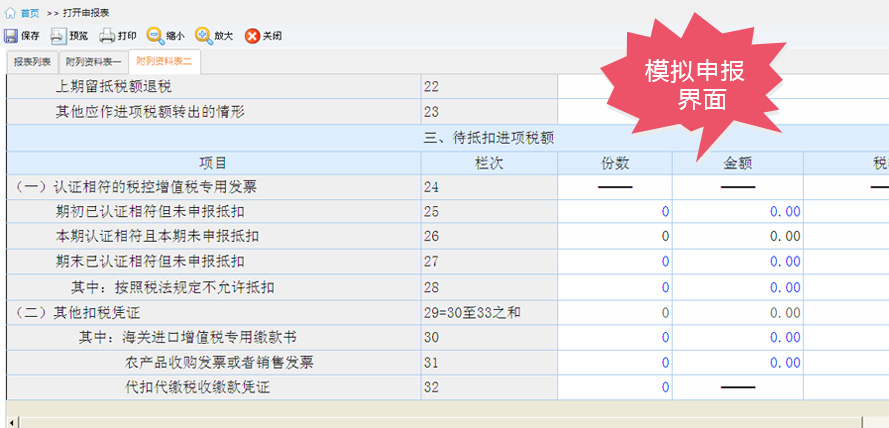 首页 >> 打开申报表
保存 预览 打印 缩小 放大 关闭
报表列表 附列资料表一 附列资料表二
模拟申报
界面
上期留抵税额退税 22
其他应作进项税额转出的情形 23
三、待抵扣进项税额
项目 栏次 份数 金额 税
（一）认证相符的税控增值税专用发票 24 —— —— ——
期初已认证相符但未申报抵扣 25 0 0.00
本期认证相符且本期未申报抵扣 26 0 0.00
期末已认证相符但未申报抵扣 27 0 0.00
其中：按照税法规定不允许抵扣 28 0 0.00
（二）其他扣税凭证 29=30至33之和 0 0.00
其中：海关进口增值税专用缴款书 30 0 0.00
农产品收购发票或者销售发票 31 0 0.00
代扣代缴税收缴款凭证 32 0 ——